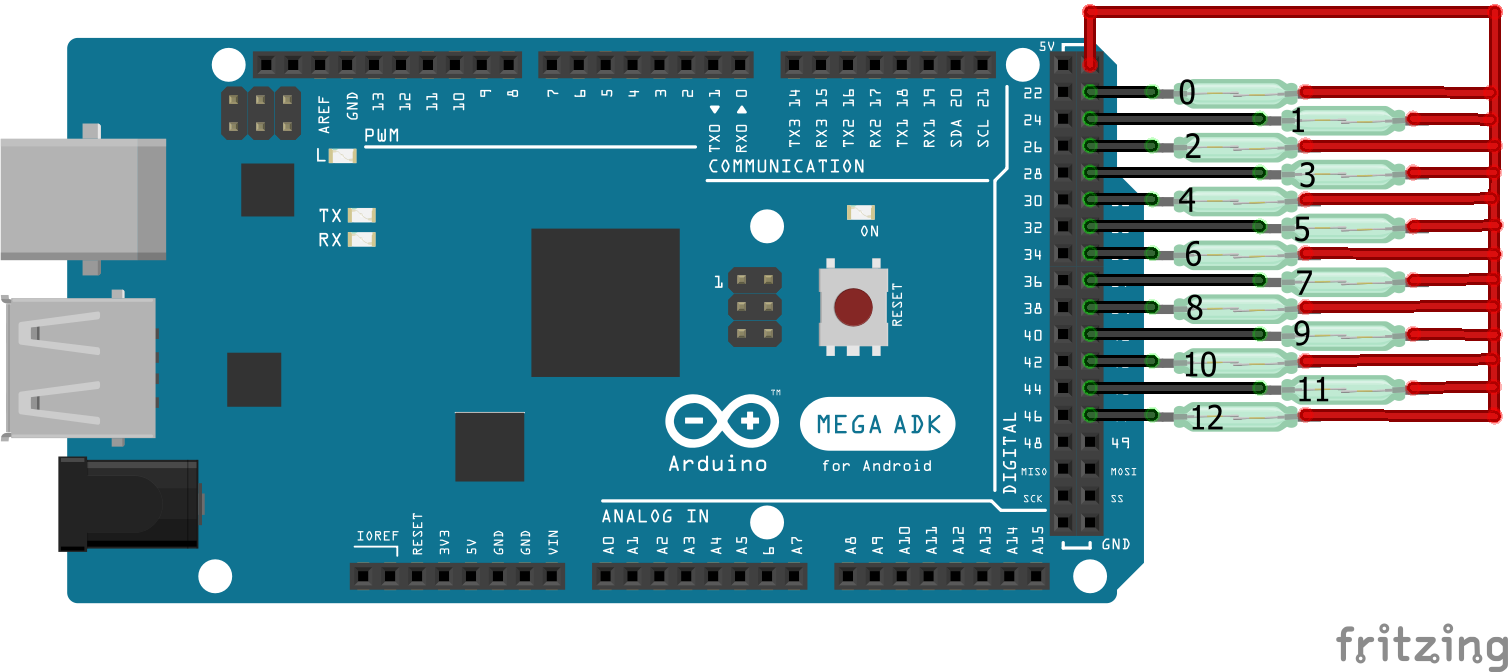 5V
AREF GND 13 12 11 10 9 8
7 6 5 4 3 2 TX0 ◄ 1 RX0 ► 0
TX3 14 RX3 15 TX2 16 RX2 17 TX1 18 RX1 19 SDA 20 SCL 21
PWM
L
COMMUNICATION
TX
RX
ON
1
RESET
22 0
24 1
26 2
28 3
30 4
32 5
34 6
36 7
38 8
40 9
42 10
44 11
46 12
48 49
MISO MOSI
SCK SS
GND
DIGITAL
TM
MEGA ADK
Arduino
for Android
ANALOG IN
IOREF RESET 3V3 5V GND GND VIN
A0 A1 A2 A3 A4 A5 6 A7
A8 A9 A10 A11 A12 A13 A14 A15
fritzing